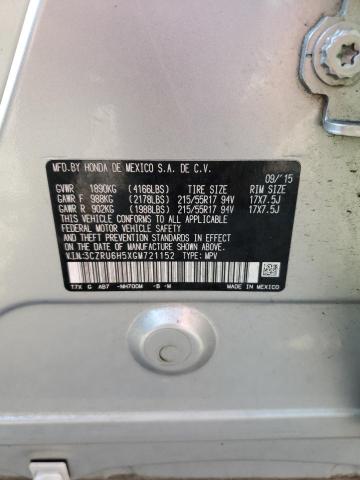 MFD.BY HONDA DE MEXICO S.A. DE C.V.
09/'15
GVWR 1890KG (4166LBS) TIRE SIZE RIM SIZE
GAWR F 988KG (2178LBS) 215/55R17 94V 17X7.5J
GAWR R 902KG (1988LBS) 215/55R17 94V 17X7.5J
THIS VEHICLE CONFORMS TO ALL APPLICABLE FEDERAL
MOTOR VEHICLE SAFETY, BUMPER, AND
THEFT PREVENTION STANDARDS IN EFFECT
ON THE DATE OF MANUFACTURE SHOWN ABOVE.
V.I.N:3CZRU6H5XGM721152 TYPE: MPV
T7X G AB7 -NH700M -B -M MADE IN MEXICO